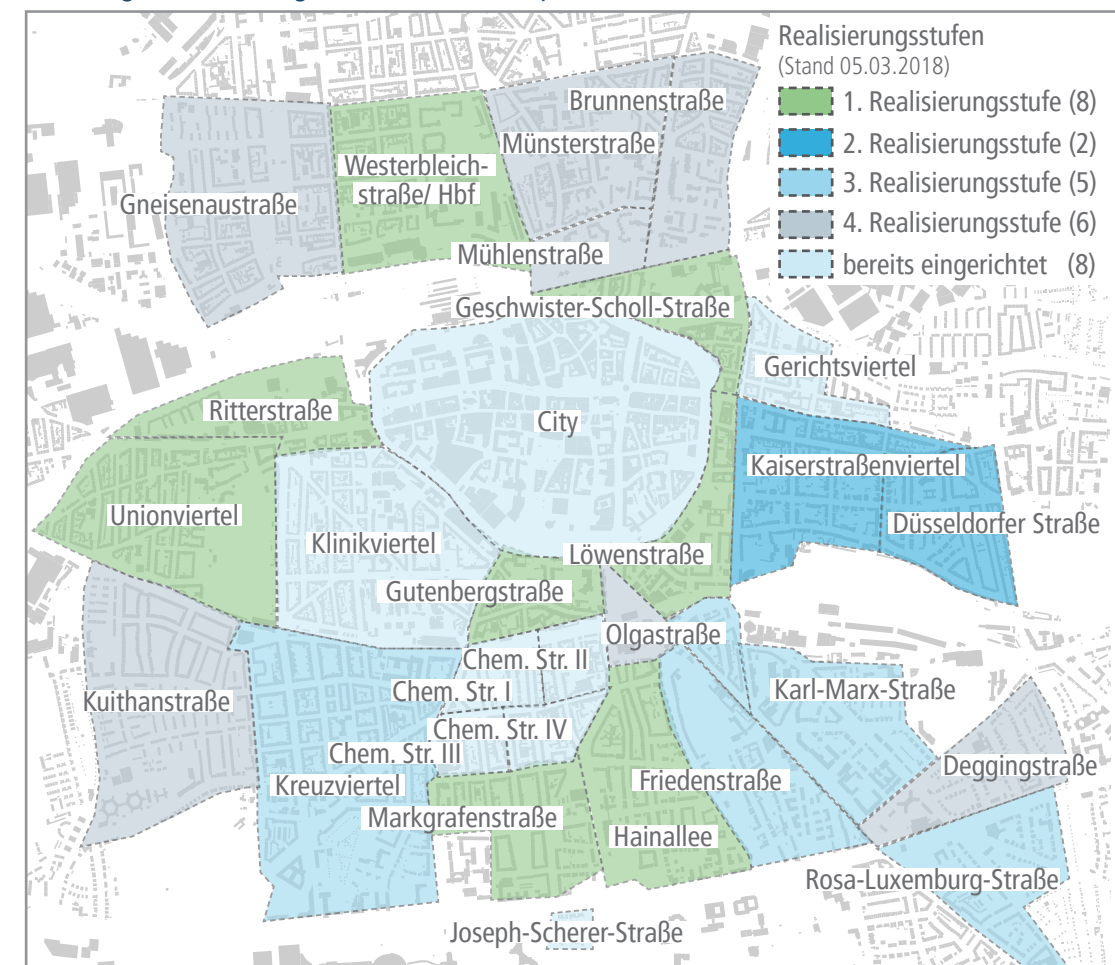 Realisierungsstufen
(Stand 05.03.2018)
1. Realisierungsstufe (8)
2. Realisierungsstufe (2)
3. Realisierungsstufe (5)
4. Realisierungsstufe (6)
bereits eingerichtet (8)
Brunnenstraße
Münsterstraße
Westerbleich-
straße/ Hbf
Gneisenaustraße
Mühlenstraße
Geschwister-Scholl-Straße
Gerichtsviertel
Ritterstraße
City
Kaiserstraßenviertel
Unionviertel
Düsseldorfer Straße
Klinikviertel
Löwenstraße
Gutenbergstraße
Olgastraße
Chem. Str. II
Chem. Str. I
Karl-Marx-Straße
Kuithanstraße
Chem. Str. IV
Chem. Str. III
Deggingstraße
Kreuzviertel
Friedenstraße
Markgrafenstraße
Hainallee
Rosa-Luxemburg-Straße
Joseph-Scherer-Straße